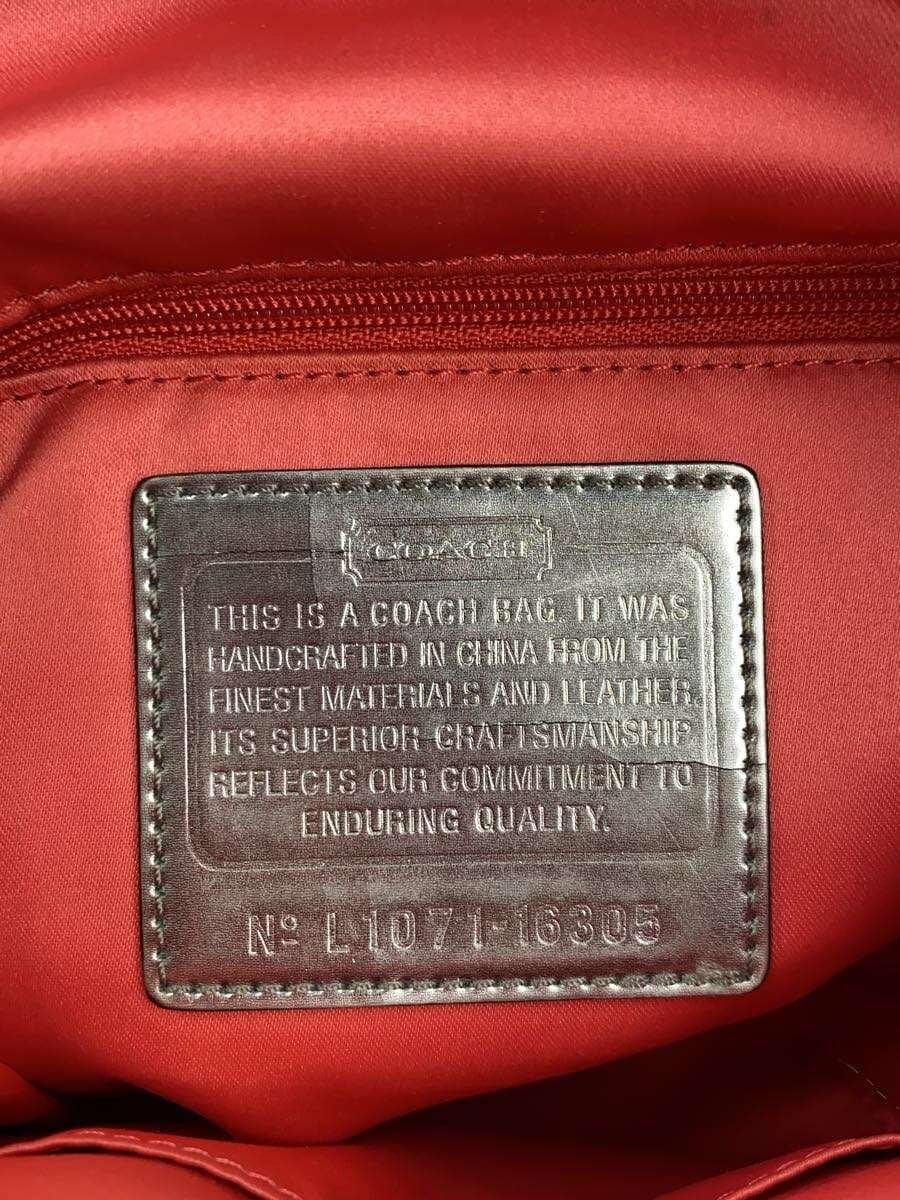 COACH
THIS IS A COACH BAG. IT WAS
HANDCRAFTED IN CHINA FROM THE
FINEST MATERIALS AND LEATHER.
ITS SUPERIOR CRAFTSMANSHIP
REFLECTS OUR COMMITMENT TO
ENDURING QUALITY.
Nº L1071-16305